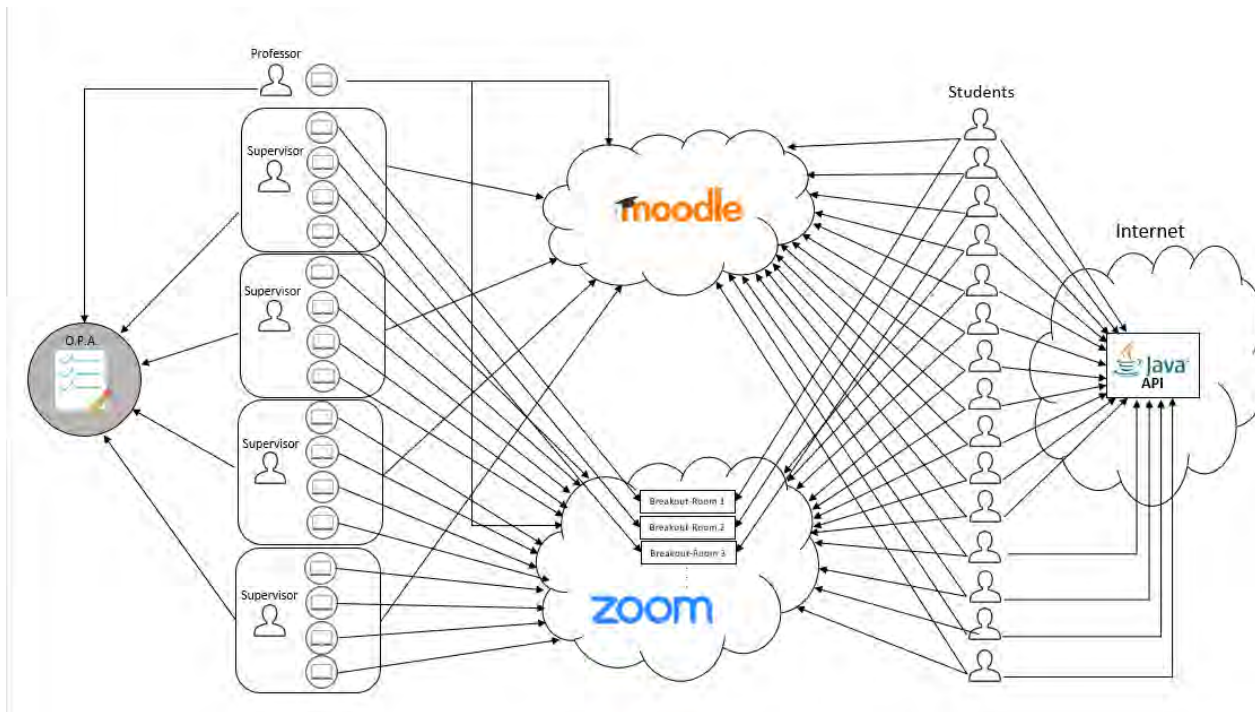 Professor
Students
Supervisor
moodle
Internet
Supervisor
O.P.A.
Java
API
Supervisor
Breakout-Room 1
Breakout-Room 2
Breakout-Room 3
Supervisor
zoom